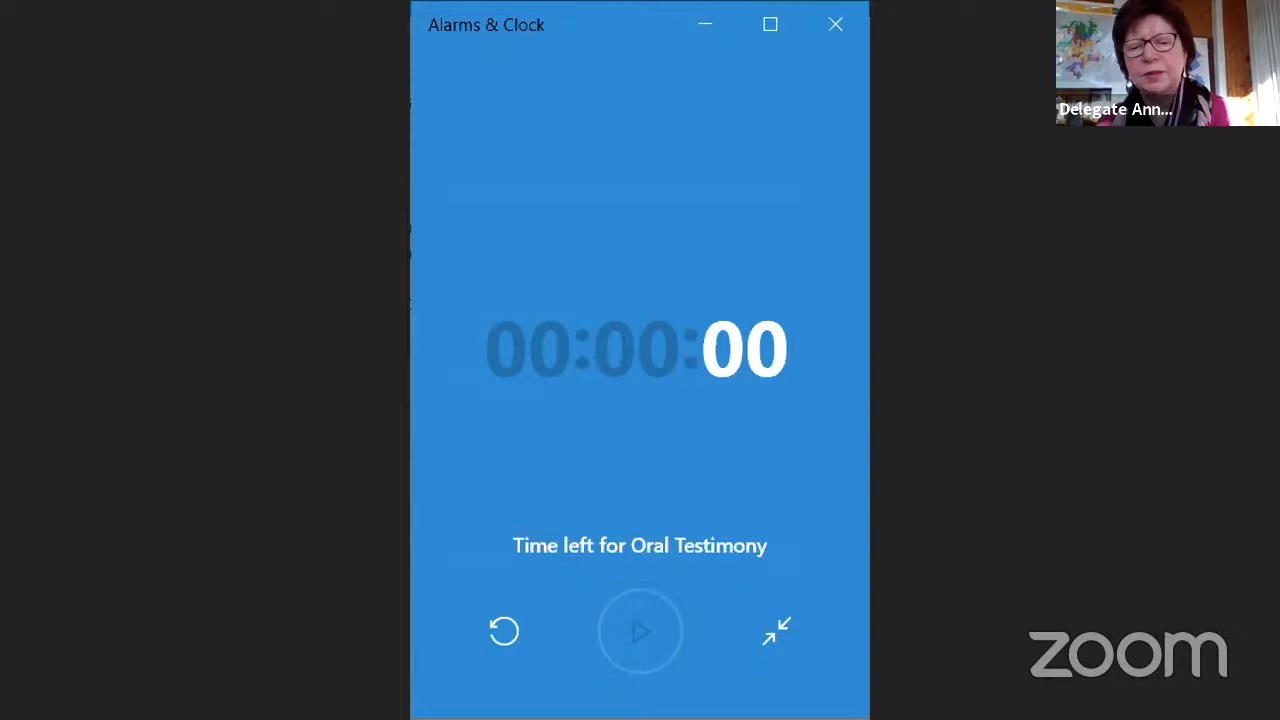 Alarms & Clock
Delegate Ann...
00:00:00
Time left for Oral Testimony
zoom